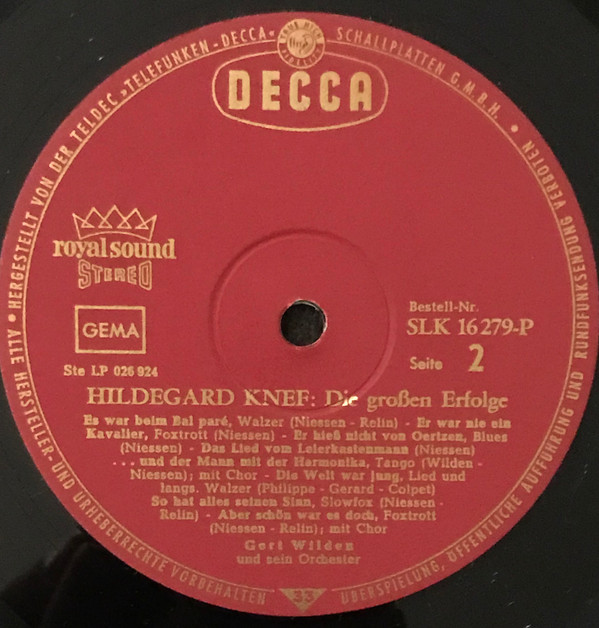 ALLE HERSTELLER-UND URHEBERRECHTE VORBEHALTEN • HERGESTELLT VON DER TELDEC »TELEFUNKEN-DECCA« SCHALLPLATTEN G.M.B.H. •
ÜBERSPIELUNG, ÖFFENTLICHE AUFFÜHRUNG UND RUNDFUNKSENDUNG VERBOTEN
DECCA
royal sound
STEREO
GEMA
Ste LP 026 924
Bestell-Nr.
SLK 16 279-P
Seite 2
HILDEGARD KNEF: Die großen Erfolge
Es war beim Bal paré, Walzer (Niessen - Relin) - Er war nie ein
Kavalier, Foxtrott (Niessen) - Er hieß nicht von Oertzen, Blues
(Niessen) - Das Lied vom Leierkastenmann (Niessen)
... und der Mann mit der Harmonika, Tango (Wilden -
Niessen); mit Chor - Die Welt war jung, Lied und
langs. Walzer (Philippe - Gerard - Colpet)
So hat alles seinen Sinn, Slowfox (Niessen -
Relin) - Aber schön war es doch, Foxtrott
(Niessen - Relin); mit Chor
Gert Wilden
und sein Orchester
33